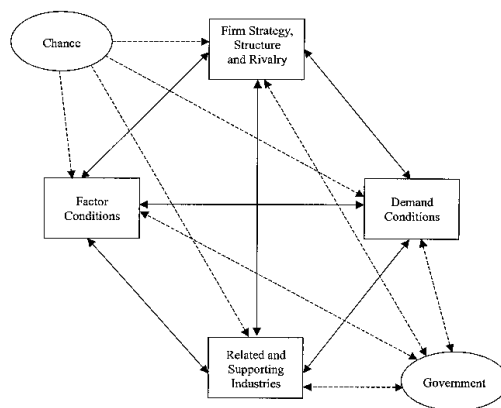 Chance
Firm Strategy,
Structure
and Rivalry
Factor
Conditions
Demand
Conditions
Related and
Supporting
Industries
Government